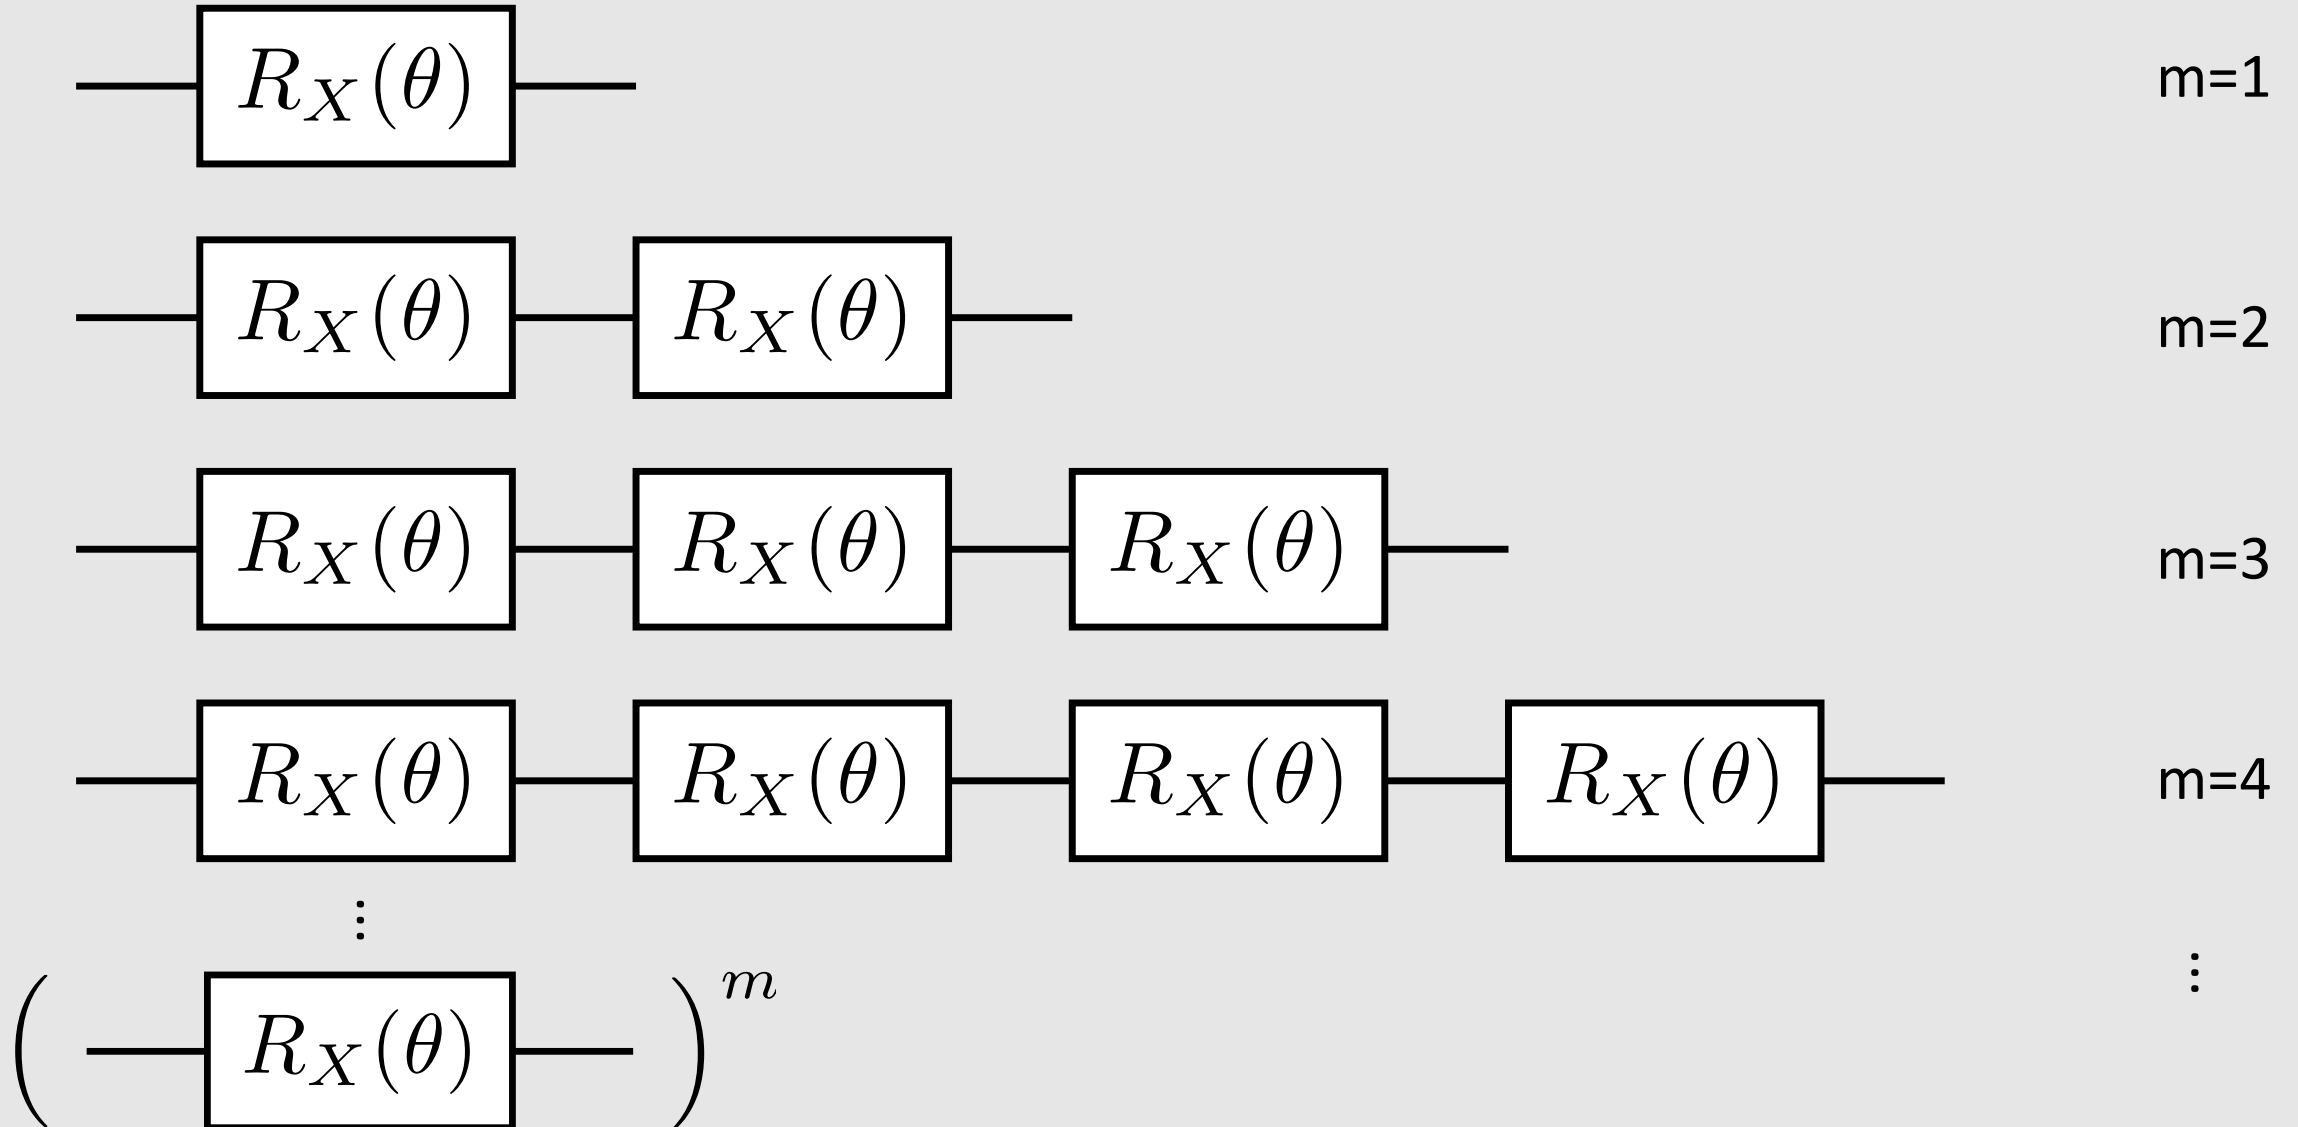 R_X(θ) m=1
R_X(θ) R_X(θ) m=2
R_X(θ) R_X(θ) R_X(θ) m=3
R_X(θ) R_X(θ) R_X(θ) R_X(θ) m=4
⋮ ⋮
( R_X(θ) )^m